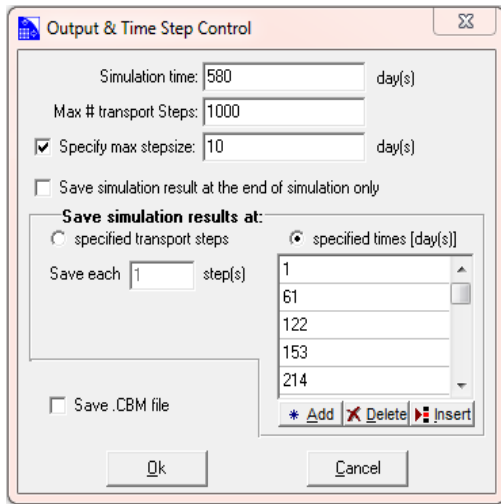 Output & Time Step Control
Simulation time: 580 day(s)
Max # transport Steps: 1000
Specify max stepsize: 10 day(s)
Save simulation result at the end of simulation only
Save simulation results at:
specified transport steps
Save each 1 step(s)
specified times [day(s)]
1
61
122
153
214
Add Delete Insert
Save .CBM file
Ok Cancel